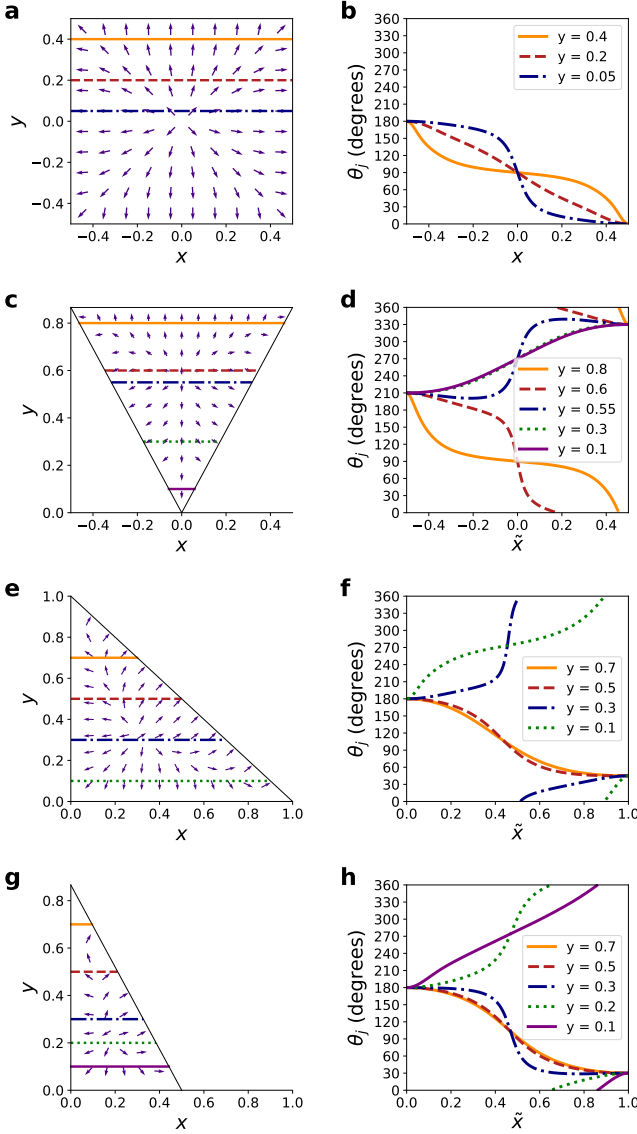 a
b
0.4
0.2
0.0
−0.2
−0.4
y
−0.4 −0.2 0.0 0.2 0.4
x
360
330
300
270
240
210
180
150
120
90
60
30
0
θj (degrees)
y = 0.4
y = 0.2
y = 0.05
−0.4 −0.2 0.0 0.2 0.4
x
c
d
0.8
0.6
0.4
0.2
0.0
y
−0.4 −0.2 0.0 0.2 0.4
x
360
330
300
270
240
210
180
150
120
90
60
30
0
θj (degrees)
y = 0.8
y = 0.6
y = 0.55
y = 0.3
y = 0.1
−0.4 −0.2 0.0 0.2 0.4
x̃
e
f
1.0
0.8
0.6
0.4
0.2
0.0
y
0.0 0.2 0.4 0.6 0.8 1.0
x
360
330
300
270
240
210
180
150
120
90
60
30
0
θj (degrees)
y = 0.7
y = 0.5
y = 0.3
y = 0.1
0.0 0.2 0.4 0.6 0.8 1.0
x̃
g
h
0.8
0.6
0.4
0.2
0.0
y
0.0 0.2 0.4 0.6 0.8 1.0
x
360
330
300
270
240
210
180
150
120
90
60
30
0
θj (degrees)
y = 0.7
y = 0.5
y = 0.3
y = 0.2
y = 0.1
0.0 0.2 0.4 0.6 0.8 1.0
x̃